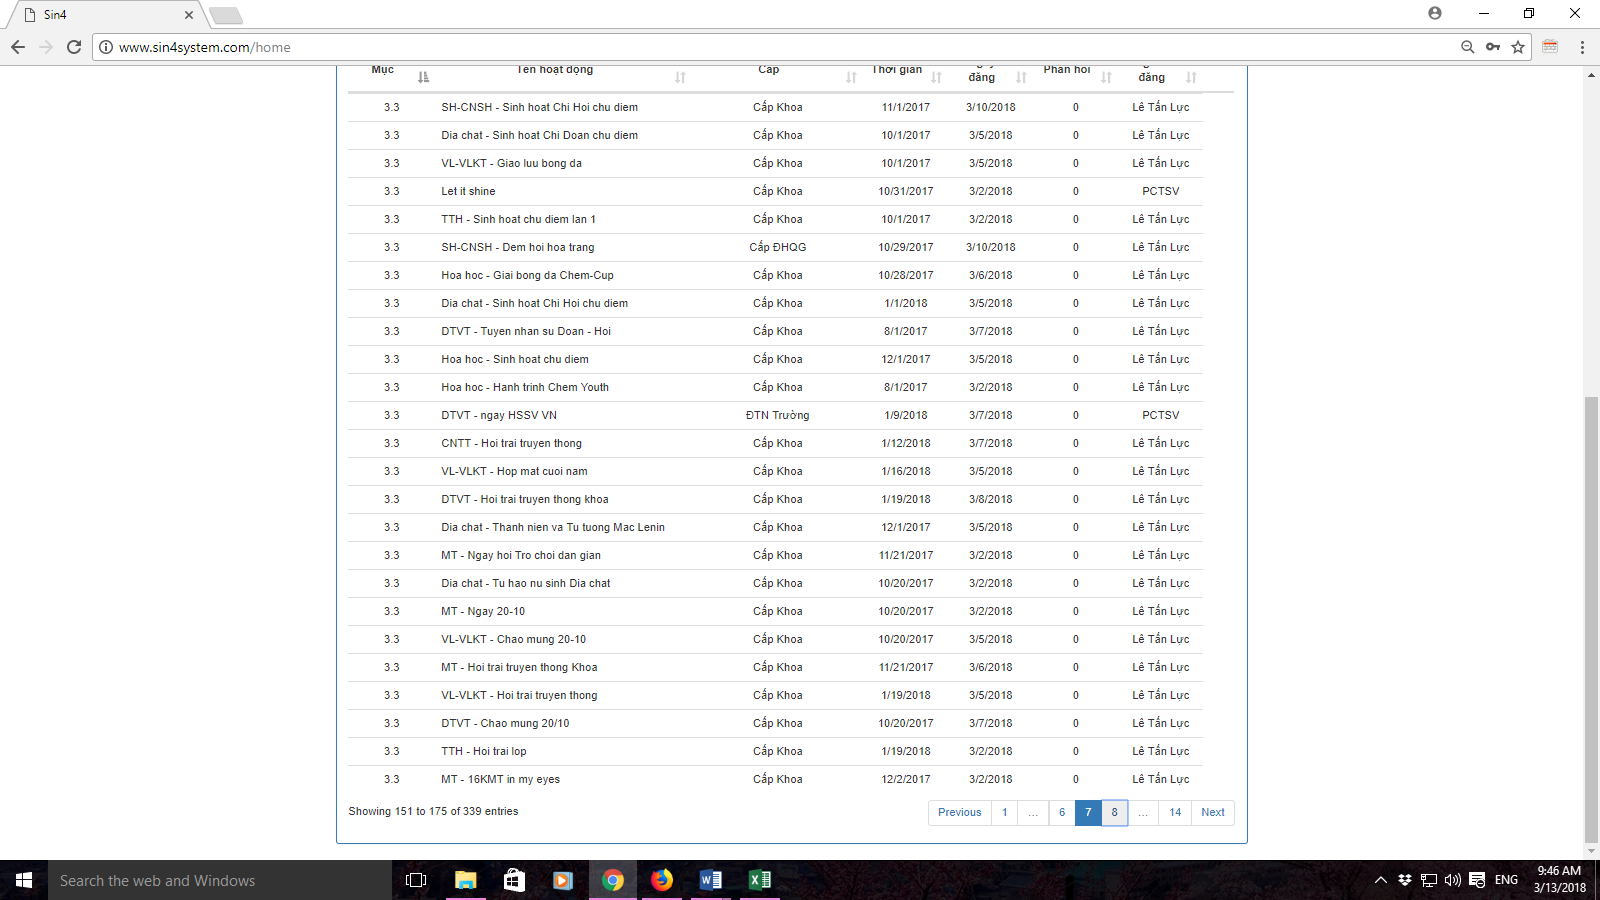 Sin4
www.sin4system.com/home
Mục Tên hoạt động Cấp Thời gian đăng Phản hồi đăng
3.3 SH-CNSH - Sinh hoat Chi Hoi chu diem Cấp Khoa 11/1/2017 3/10/2018 0 Lê Tấn Lực
3.3 Dia chat - Sinh hoat Chi Doan chu diem Cấp Khoa 10/1/2017 3/5/2018 0 Lê Tấn Lực
3.3 VL-VLKT - Giao luu bong da Cấp Khoa 10/1/2017 3/5/2018 0 Lê Tấn Lực
3.3 Let it shine Cấp Khoa 10/31/2017 3/2/2018 0 PCTSV
3.3 TTH - Sinh hoat chu diem lan 1 Cấp Khoa 10/1/2017 3/2/2018 0 Lê Tấn Lực
3.3 SH-CNSH - Dem hoi hoa trang Cấp ĐHQG 10/29/2017 3/10/2018 0 Lê Tấn Lực
3.3 Hoa hoc - Giai bong da Chem-Cup Cấp Khoa 10/28/2017 3/6/2018 0 Lê Tấn Lực
3.3 Dia chat - Sinh hoat Chi Hoi chu diem Cấp Khoa 1/1/2018 3/5/2018 0 Lê Tấn Lực
3.3 DTVT - Tuyen nhan su Doan - Hoi Cấp Khoa 8/1/2017 3/7/2018 0 Lê Tấn Lực
3.3 Hoa hoc - Sinh hoat chu diem Cấp Khoa 12/1/2017 3/5/2018 0 Lê Tấn Lực
3.3 Hoa hoc - Hanh trinh Chem Youth Cấp Khoa 8/1/2017 3/2/2018 0 Lê Tấn Lực
3.3 DTVT - ngay HSSV VN ĐTN Trường 1/9/2018 3/7/2018 0 PCTSV
3.3 CNTT - Hoi trai truyen thong Cấp Khoa 1/12/2018 3/7/2018 0 Lê Tấn Lực
3.3 VL-VLKT - Hop mat cuoi nam Cấp Khoa 1/16/2018 3/5/2018 0 Lê Tấn Lực
3.3 DTVT - Hoi trai truyen thong khoa Cấp Khoa 1/19/2018 3/8/2018 0 Lê Tấn Lực
3.3 Dia chat - Thanh nien va Tu tuong Mac Lenin Cấp Khoa 12/1/2017 3/5/2018 0 Lê Tấn Lực
3.3 MT - Ngay hoi Tro choi dan gian Cấp Khoa 11/21/2017 3/2/2018 0 Lê Tấn Lực
3.3 Dia chat - Tu hao nu sinh Dia chat Cấp Khoa 10/20/2017 3/2/2018 0 Lê Tấn Lực
3.3 MT - Ngay 20-10 Cấp Khoa 10/20/2017 3/2/2018 0 Lê Tấn Lực
3.3 VL-VLKT - Chao mung 20-10 Cấp Khoa 10/20/2017 3/5/2018 0 Lê Tấn Lực
3.3 MT - Hoi trai truyen thong Khoa Cấp Khoa 11/21/2017 3/6/2018 0 Lê Tấn Lực
3.3 VL-VLKT - Hoi trai truyen thong Cấp Khoa 1/19/2018 3/5/2018 0 Lê Tấn Lực
3.3 DTVT - Chao mung 20/10 Cấp Khoa 10/20/2017 3/7/2018 0 Lê Tấn Lực
3.3 TTH - Hoi trai lop Cấp Khoa 1/19/2018 3/2/2018 0 Lê Tấn Lực
3.3 MT - 16KMT in my eyes Cấp Khoa 12/2/2017 3/2/2018 0 Lê Tấn Lực
Showing 151 to 175 of 339 entries Previous 1 ... 6 7 8 ... 14 Next
Search the web and Windows ENG 9:46 AM
3/13/2018